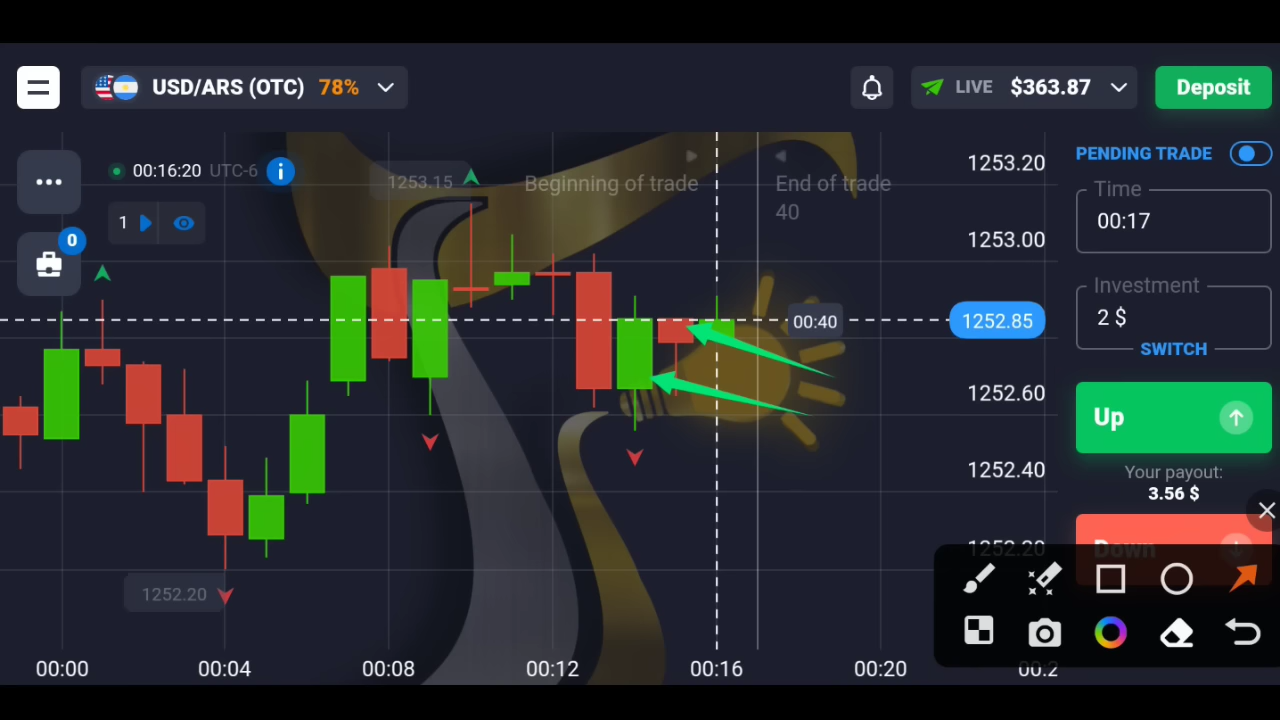 USD/ARS (OTC) 78%
LIVE $363.87
Deposit
00:16:20 UTC-6
i
1
0
1253.15
Beginning of trade
End of trade
40
1253.20
1253.00
1252.85
00:40
1252.60
1252.40
1252.20
1252.20
PENDING TRADE
Time
00:17
Investment
2 $
SWITCH
Up
Your payout:
3.56 $
Down
00:00
00:04
00:08
00:12
00:16
00:20
00:2